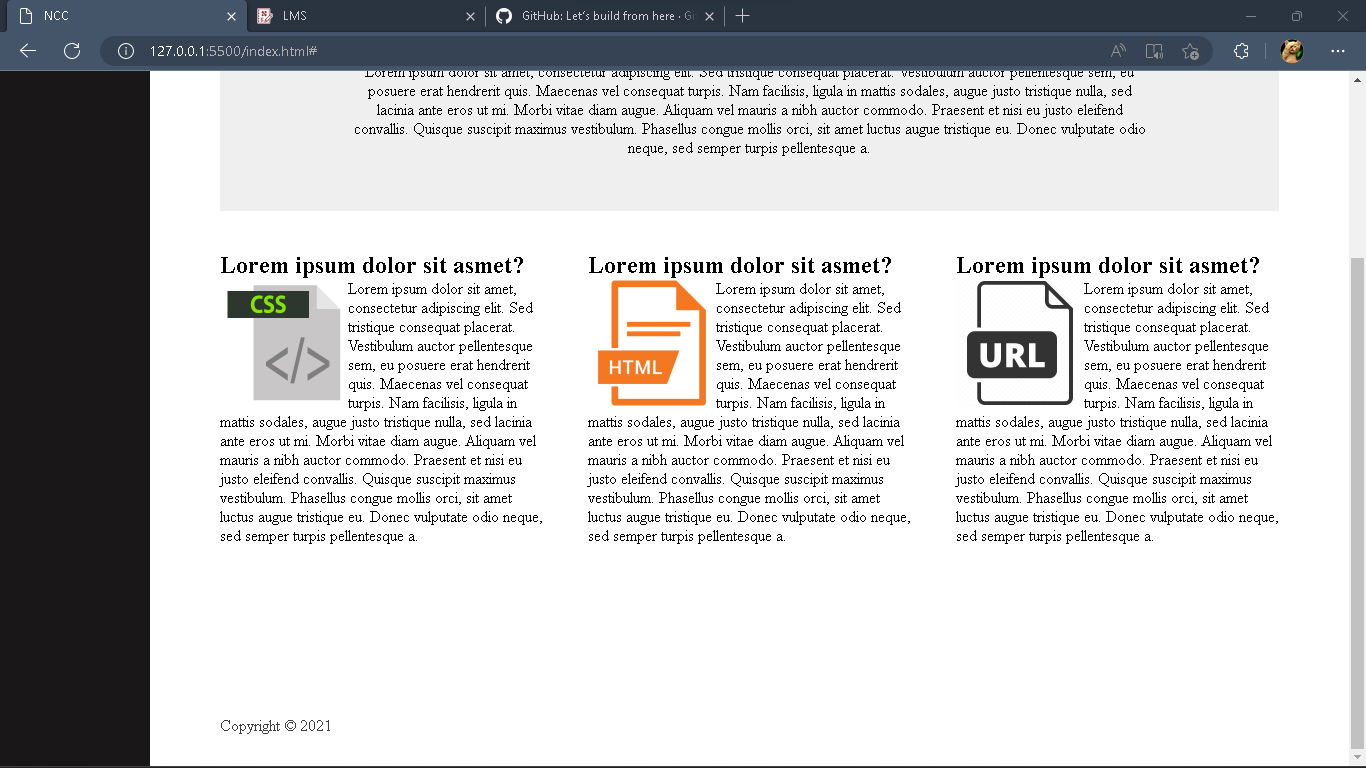 NCC
LMS
GitHub: Let's build from here · Gi
127.0.0.1:5500/index.html#
Lorem ipsum dolor sit amet, consectetur adipiscing elit. Sed tristique consequat placerat. Vestibulum auctor pellentesque sem, eu
posuere erat hendrerit quis. Maecenas vel consequat turpis. Nam facilisis, ligula in mattis sodales, augue justo tristique nulla, sed
lacinia ante eros ut mi. Morbi vitae diam augue. Aliquam vel mauris a nibh auctor commodo. Praesent et nisi eu justo eleifend
convallis. Quisque suscipit maximus vestibulum. Phasellus congue mollis orci, sit amet luctus augue tristique eu. Donec vulputate odio
neque, sed semper turpis pellentesque a.
Lorem ipsum dolor sit asmet?
CSS
</>
Lorem ipsum dolor sit amet,
consectetur adipiscing elit. Sed
tristique consequat placerat.
Vestibulum auctor pellentesque
sem, eu posuere erat hendrerit
quis. Maecenas vel consequat
turpis. Nam facilisis, ligula in
mattis sodales, augue justo tristique nulla, sed lacinia
ante eros ut mi. Morbi vitae diam augue. Aliquam vel
mauris a nibh auctor commodo. Praesent et nisi eu
justo eleifend convallis. Quisque suscipit maximus
vestibulum. Phasellus congue mollis orci, sit amet
luctus augue tristique eu. Donec vulputate odio neque,
sed semper turpis pellentesque a.
Lorem ipsum dolor sit asmet?
HTML
Lorem ipsum dolor sit amet,
consectetur adipiscing elit. Sed
tristique consequat placerat.
Vestibulum auctor pellentesque
sem, eu posuere erat hendrerit
quis. Maecenas vel consequat
turpis. Nam facilisis, ligula in
mattis sodales, augue justo tristique nulla, sed lacinia
ante eros ut mi. Morbi vitae diam augue. Aliquam vel
mauris a nibh auctor commodo. Praesent et nisi eu
justo eleifend convallis. Quisque suscipit maximus
vestibulum. Phasellus congue mollis orci, sit amet
luctus augue tristique eu. Donec vulputate odio neque,
sed semper turpis pellentesque a.
Lorem ipsum dolor sit asmet?
URL
Lorem ipsum dolor sit amet,
consectetur adipiscing elit. Sed
tristique consequat placerat.
Vestibulum auctor pellentesque
sem, eu posuere erat hendrerit
quis. Maecenas vel consequat
turpis. Nam facilisis, ligula in
mattis sodales, augue justo tristique nulla, sed lacinia
ante eros ut mi. Morbi vitae diam augue. Aliquam vel
mauris a nibh auctor commodo. Praesent et nisi eu
justo eleifend convallis. Quisque suscipit maximus
vestibulum. Phasellus congue mollis orci, sit amet
luctus augue tristique eu. Donec vulputate odio neque,
sed semper turpis pellentesque a.
Copyright © 2021